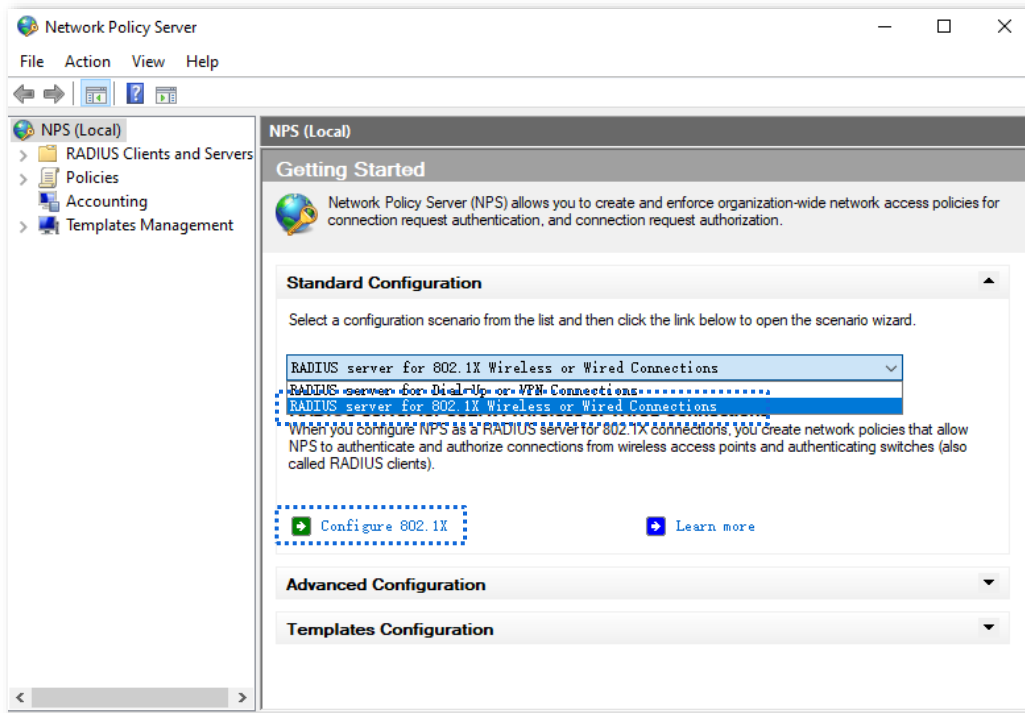 Network Policy Server
File Action View Help
NPS (Local)
RADIUS Clients and Servers
Policies
Accounting
Templates Management
NPS (Local)
Getting Started
Network Policy Server (NPS) allows you to create and enforce organization-wide network access policies for
connection request authentication, and connection request authorization.
Standard Configuration
Select a configuration scenario from the list and then click the link below to open the scenario wizard.
RADIUS server for 802.1X Wireless or Wired Connections
RADIUS server for Dial-Up or VPN Connections
RADIUS server for 802.1X Wireless or Wired Connections
When you configure NPS as a RADIUS server for 802.1X connections, you create network policies that allow
NPS to authenticate and authorize connections from wireless access points and authenticating switches (also
called RADIUS clients).
Configure 802.1X
Learn more
Advanced Configuration
Templates Configuration